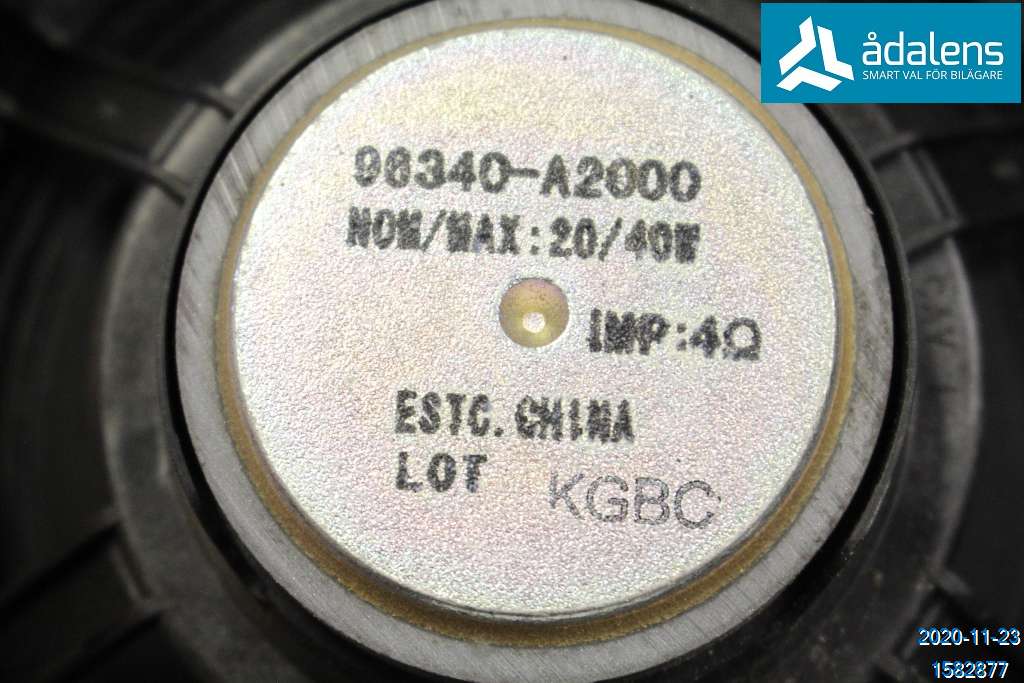 ådalens
SMART VAL FÖR BILÄGARE
96340-A2000
NOM/MAX:20/40W
IMP:4Ω
ESTC.CHINA
LOT KGBC
2020-11-23
1582877